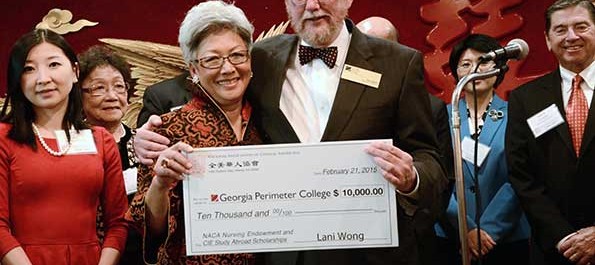 全美華人協會
Date February 21, 2015
Georgia Perimeter College $ 10,000.00
Ten Thousand and 00/100
NACA Nursing Endowment and
CIE Study Abroad Scholarships
Lani Wong